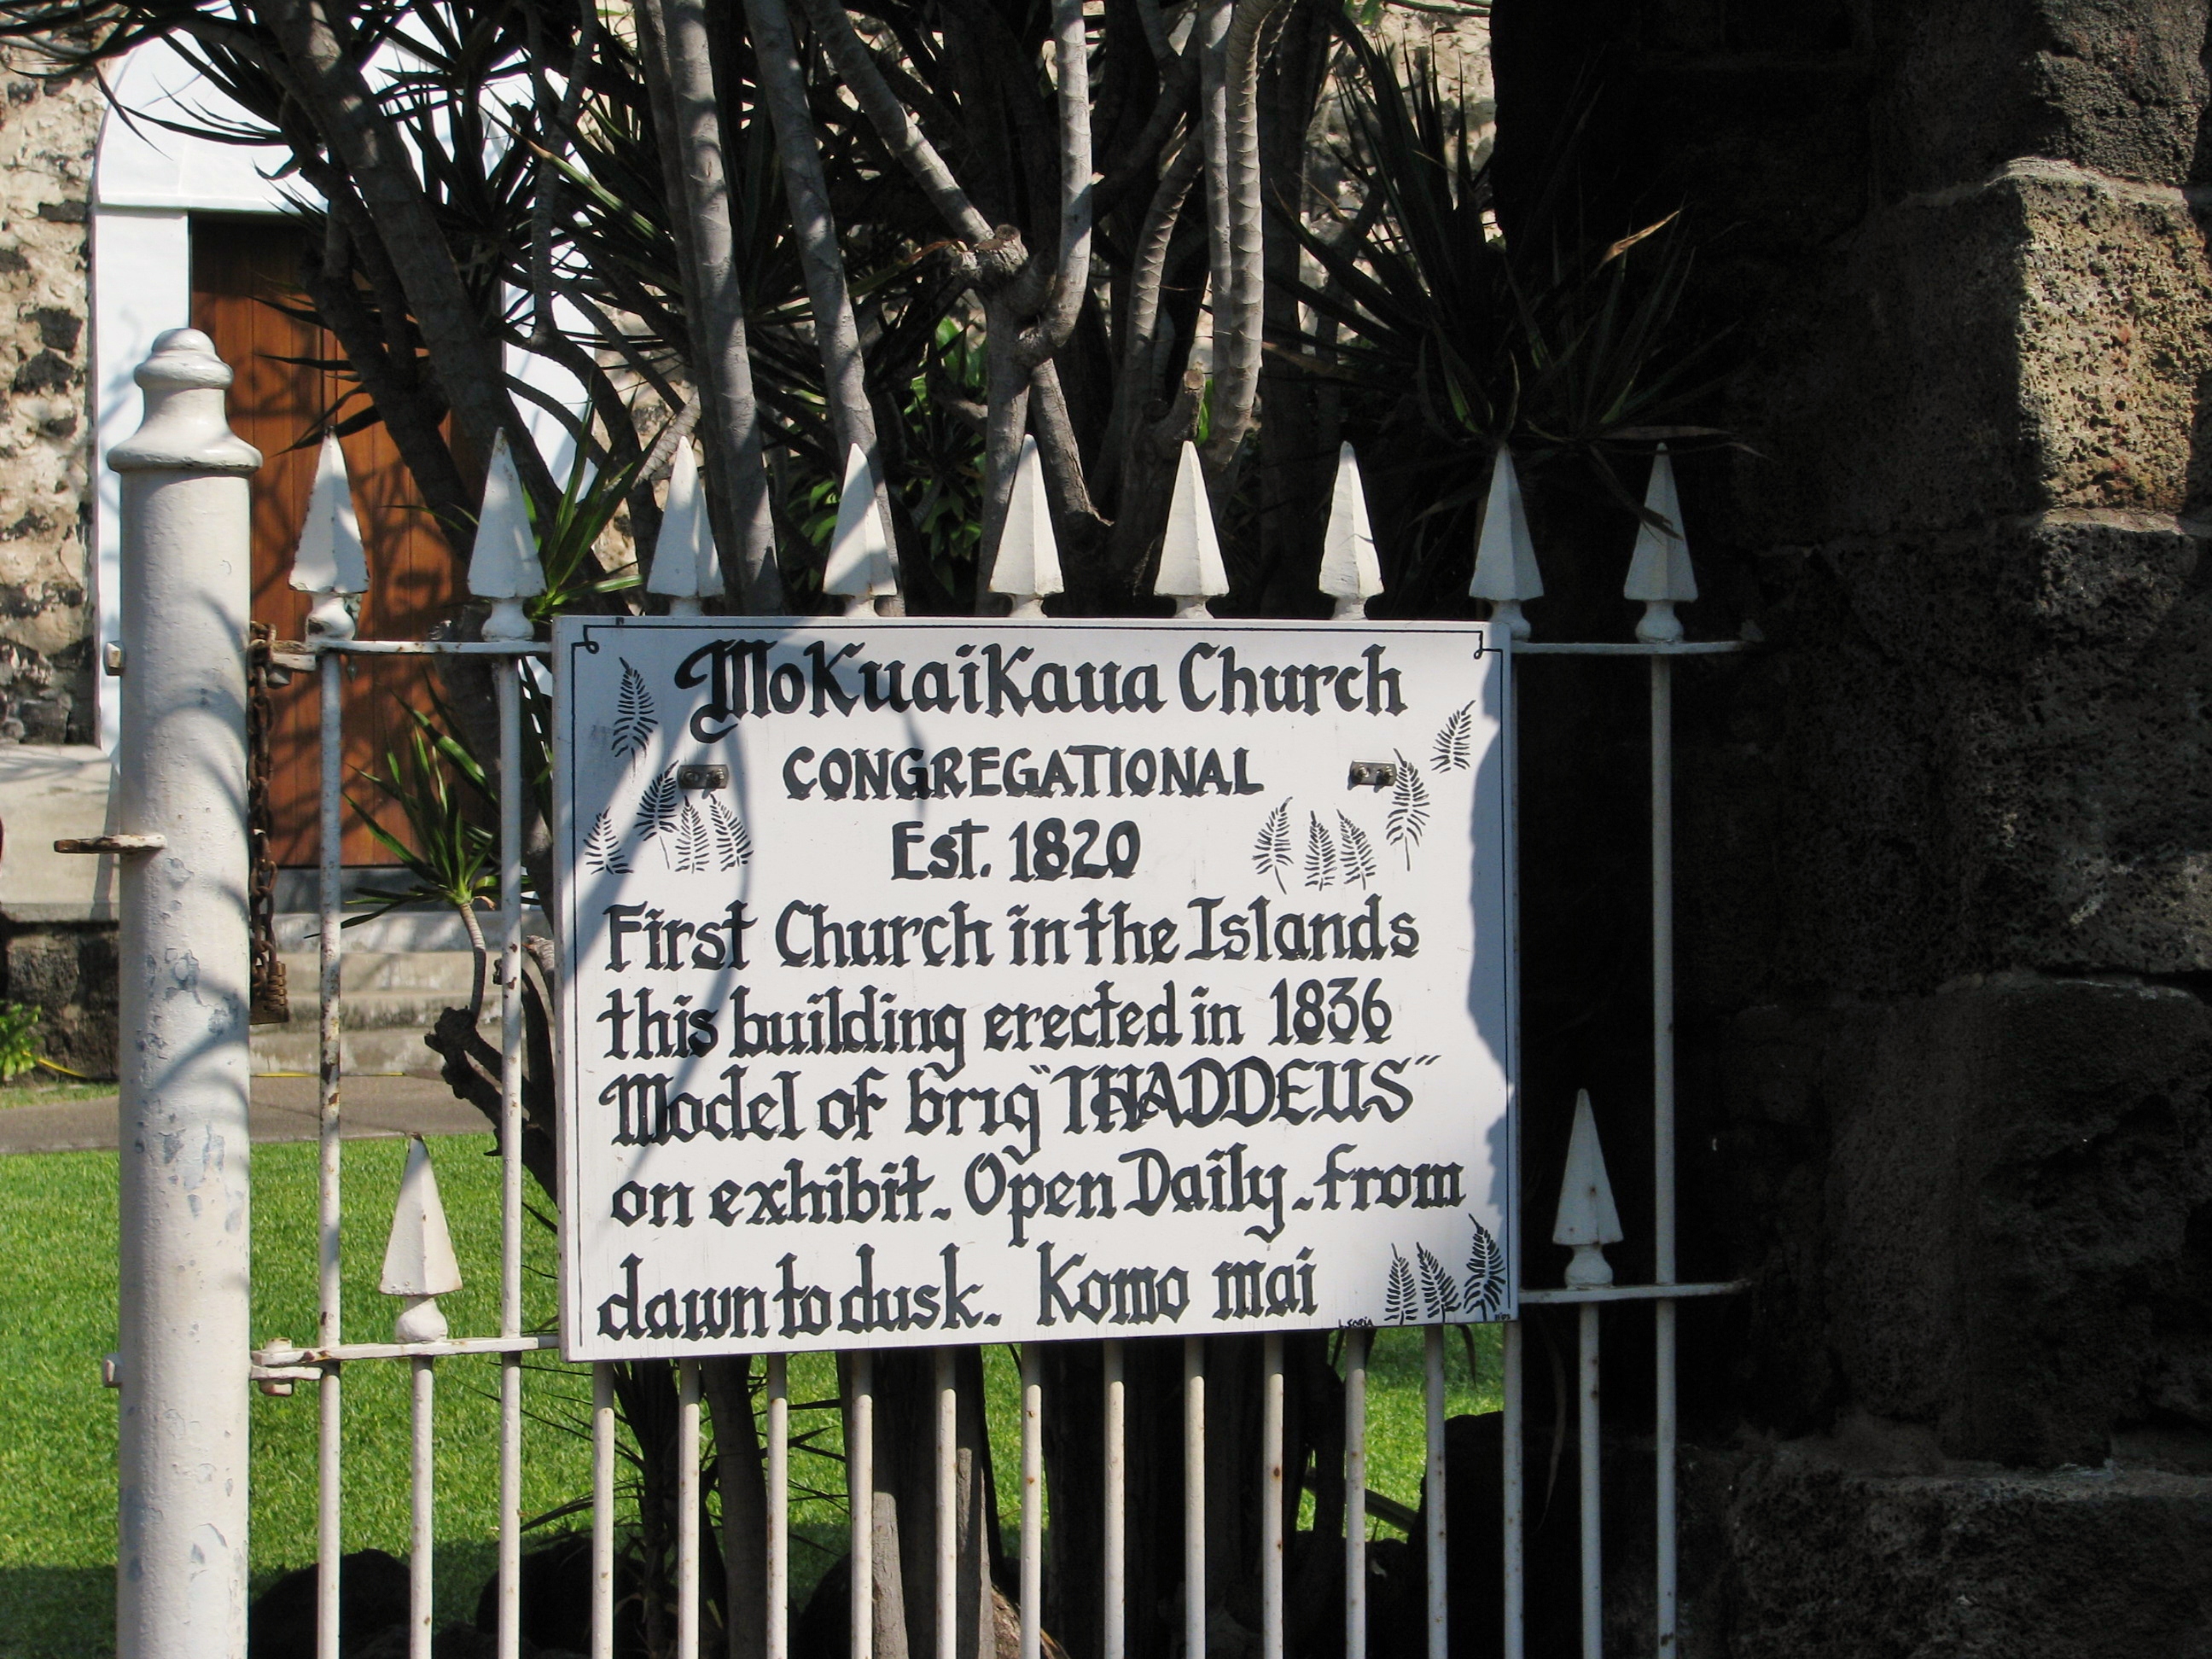 MoKuaiKaua Church
CONGREGATIONAL
Est. 1820
First Church in the Islands
this building erected in 1836
Model of brig "THADDEUS"
on exhibit. Open Daily. from
dawn to dusk. Komo mai